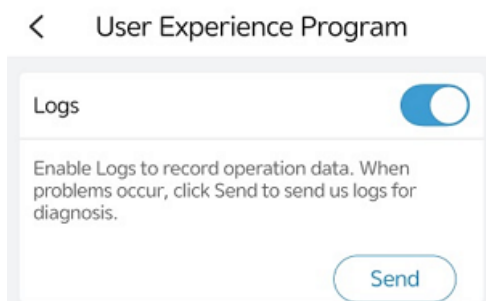 User Experience Program
Logs
Enable Logs to record operation data. When
problems occur, click Send to send us logs for
diagnosis.
Send